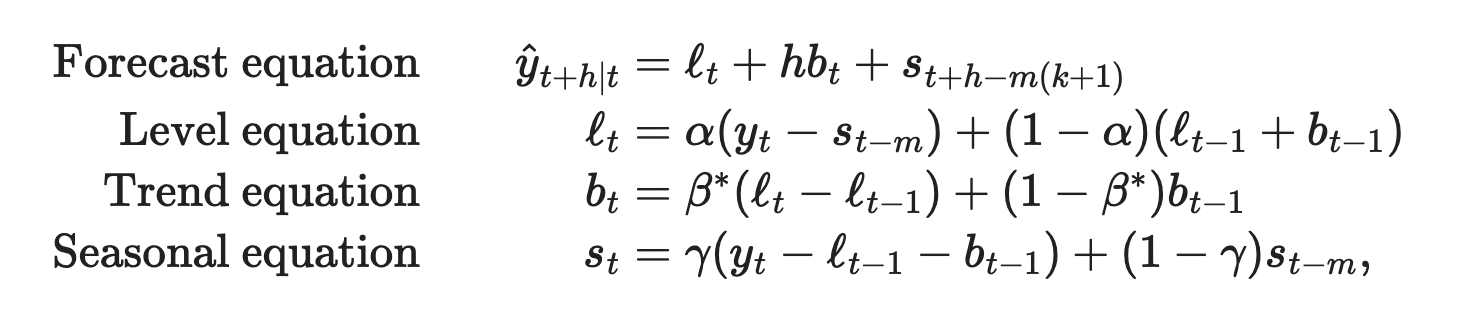 Forecast equation ŷ_{t+h|t} = ℓ_t + hb_t + s_{t+h−m(k+1)}
Level equation ℓ_t = α(y_t − s_{t−m}) + (1 − α)(ℓ_{t−1} + b_{t−1})
Trend equation b_t = β*(ℓ_t − ℓ_{t−1}) + (1 − β*)b_{t−1}
Seasonal equation s_t = γ(y_t − ℓ_{t−1} − b_{t−1}) + (1 − γ)s_{t−m},